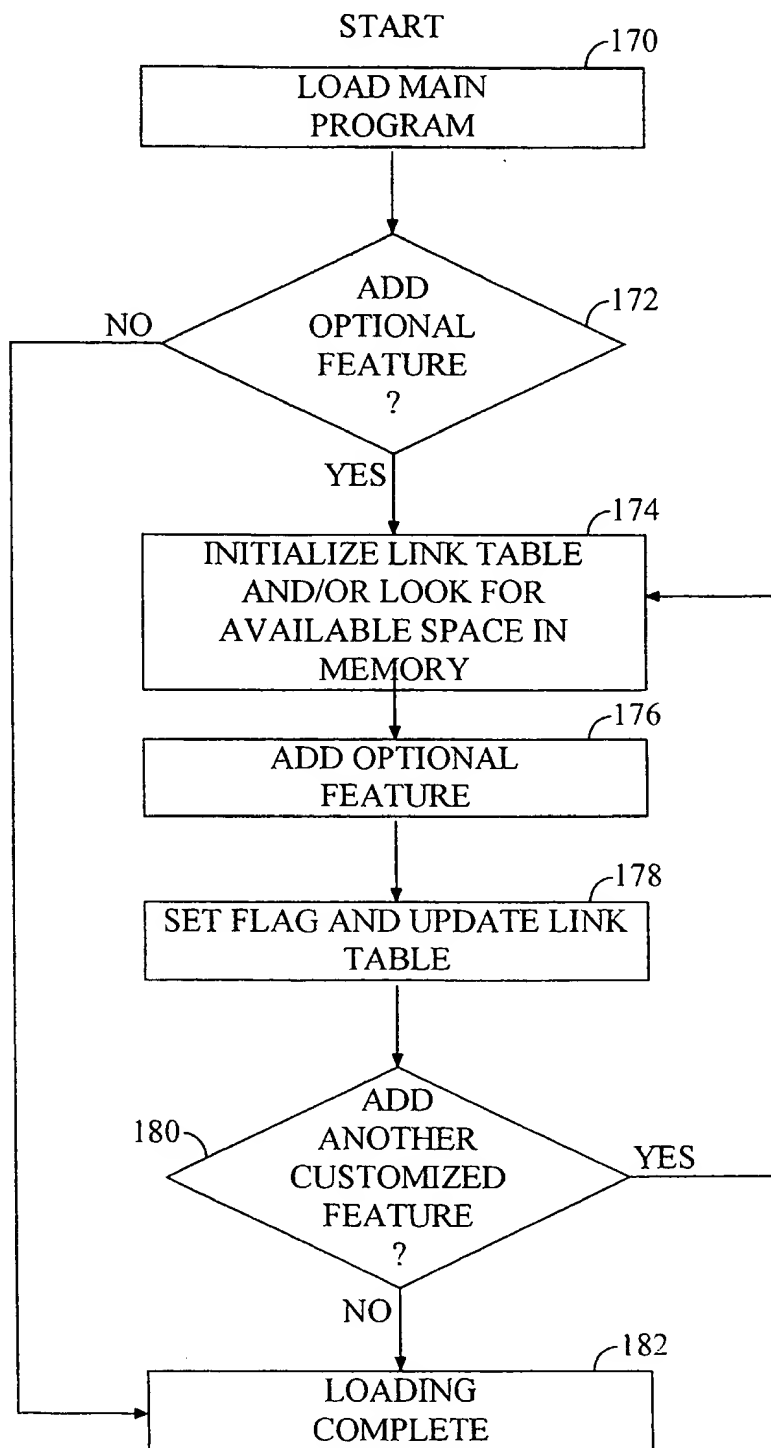 START
170
LOAD MAIN
PROGRAM
ADD
OPTIONAL
FEATURE
?
172
NO
YES
174
INITIALIZE LINK TABLE
AND/OR LOOK FOR
AVAILABLE SPACE IN
MEMORY
176
ADD OPTIONAL
FEATURE
178
SET FLAG AND UPDATE LINK
TABLE
180
ADD
ANOTHER
CUSTOMIZED
FEATURE
?
YES
NO
182
LOADING
COMPLETE